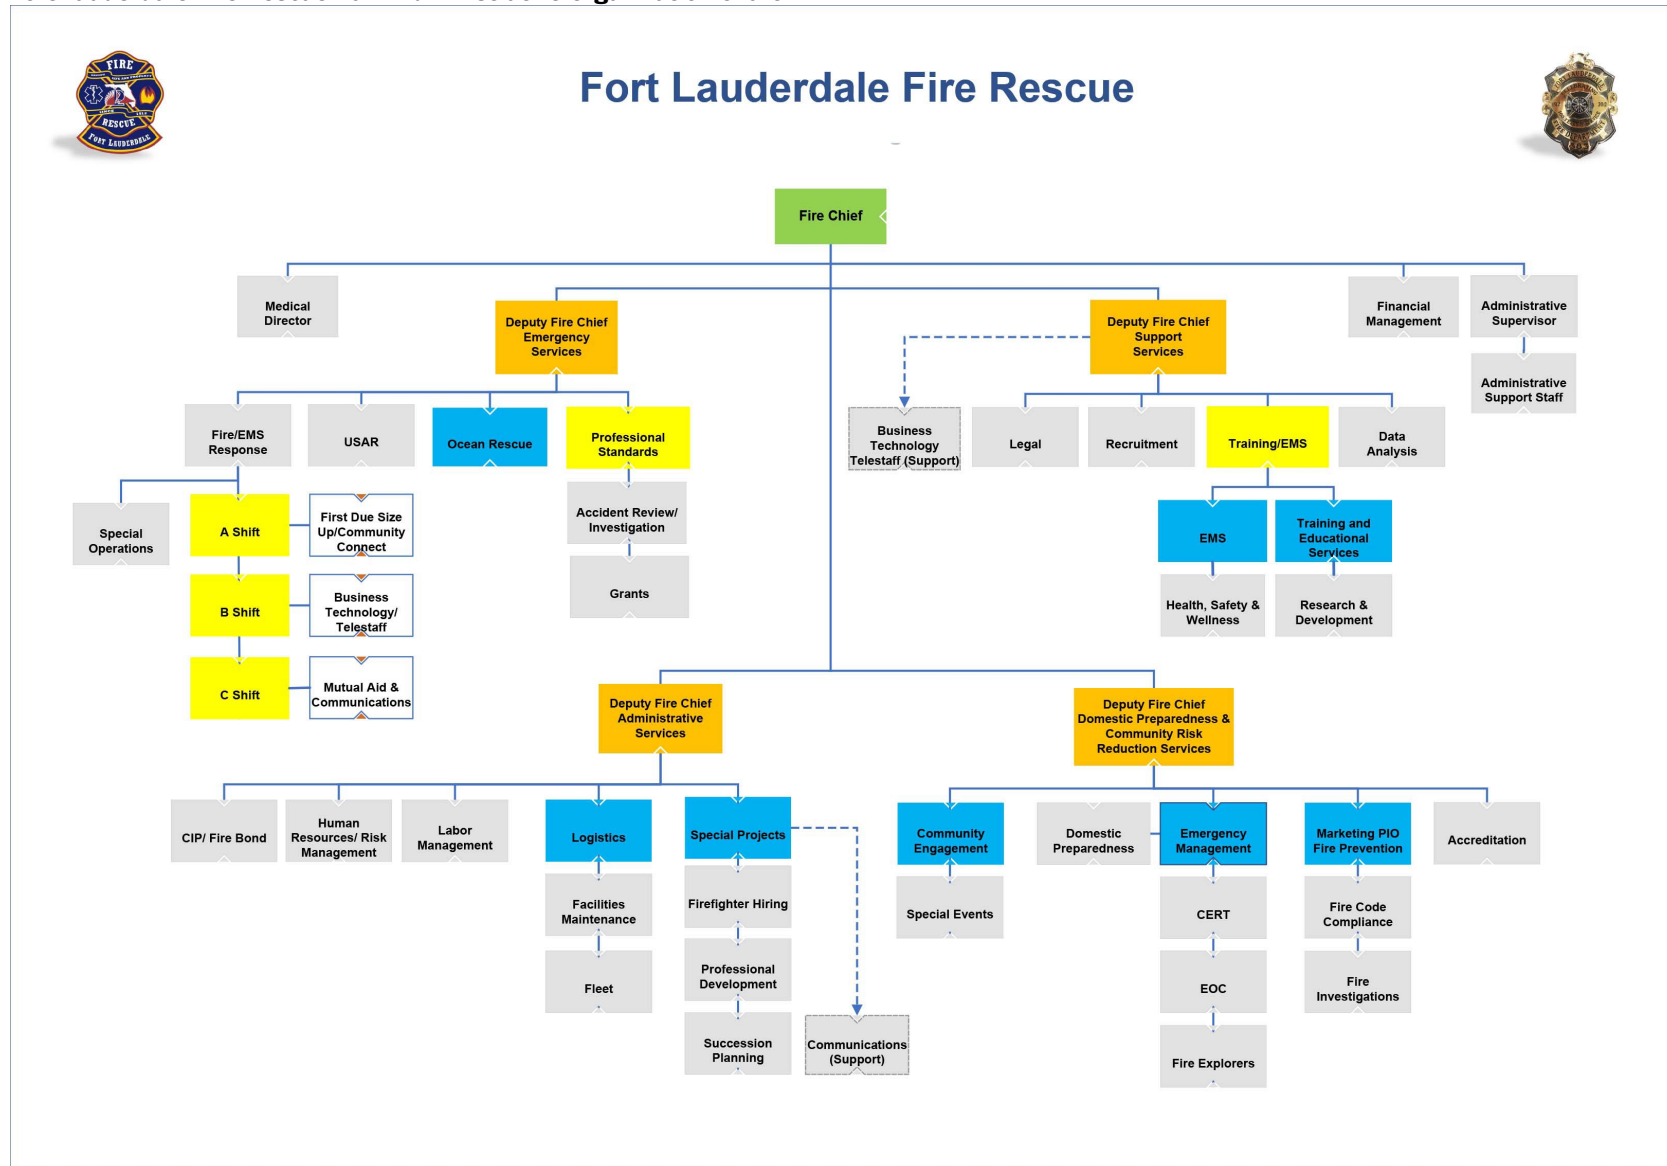 FIRE
RESCUE
FORT LAUDERDALE
Fort Lauderdale Fire Rescue
Fire Chief
Medical
Director
Deputy Fire Chief
Emergency
Services
Deputy Fire Chief
Support
Services
Financial
Management
Administrative
Supervisor
Administrative
Support Staff
Fire/EMS
Response
USAR
Ocean Rescue
Professional
Standards
Business
Technology
Telestaff (Support)
Legal
Recruitment
Training/EMS
Data
Analysis
Special
Operations
A Shift
First Due Size
Up/Community
Connect
Accident Review/
Investigation
EMS
Training and
Educational
Services
B Shift
Business
Technology/
Telestaff
Grants
Health, Safety &
Wellness
Research &
Development
C Shift
Mutual Aid &
Communications
Deputy Fire Chief
Administrative
Services
Deputy Fire Chief
Domestic Preparedness &
Community Risk
Reduction Services
CIP/ Fire Bond
Human
Resources/ Risk
Management
Labor
Management
Logistics
Special Projects
Community
Engagement
Domestic
Preparedness
Emergency
Management
Marketing PIO
Fire Prevention
Accreditation
Facilities
Maintenance
Firefighter Hiring
Special Events
CERT
Fire Code
Compliance
Fleet
Professional
Development
EOC
Fire
Investigations
Succession
Planning
Communications
(Support)
Fire Explorers